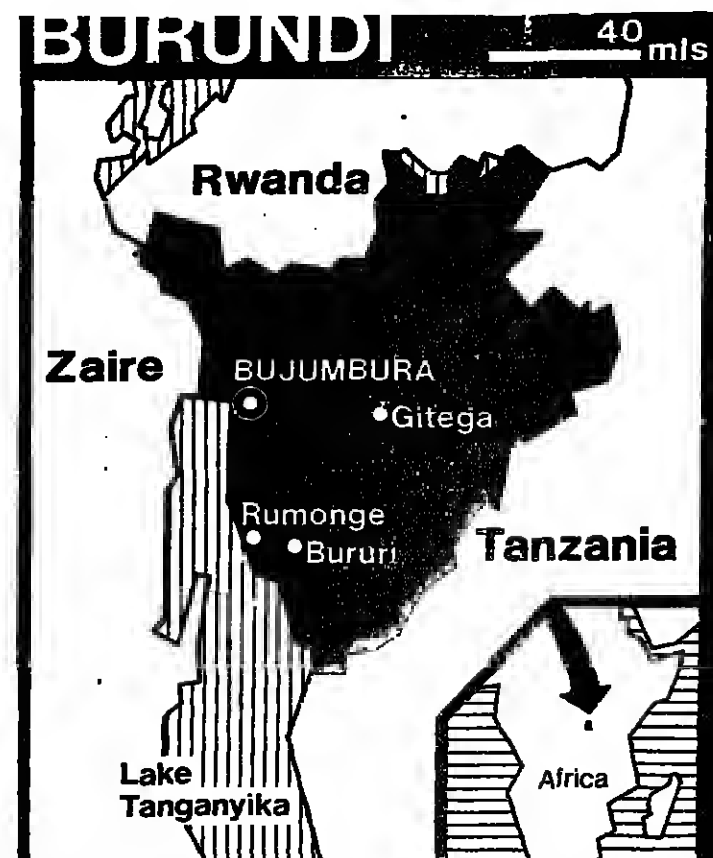 BURUNDI
40 mls
Rwanda
Zaire
BUJUMBURA
Gitega
Rumonge
Bururi
Tanzania
Lake
Tanganyika
Africa